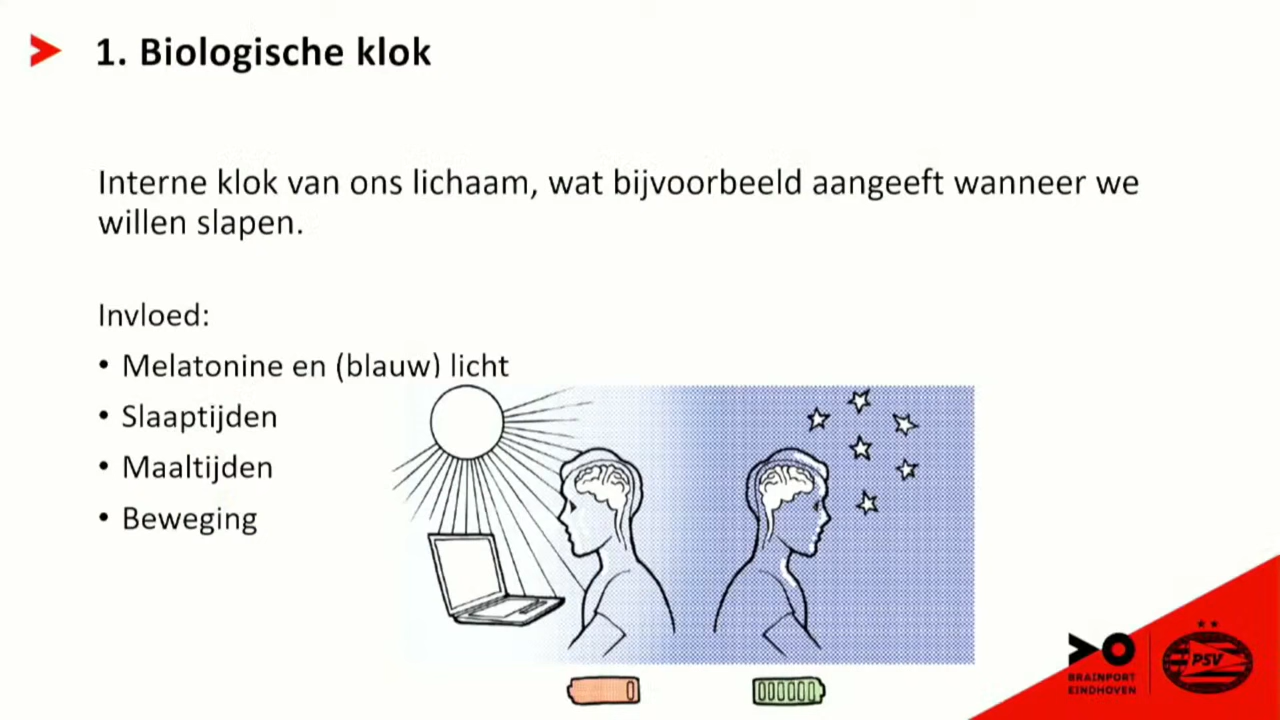 1. Biologische klok
Interne klok van ons lichaam, wat bijvoorbeeld aangeeft wanneer we
willen slapen.
Invloed:
• Melatonine en (blauw) licht
• Slaaptijden
• Maaltijden
• Beweging
BRAINPORT
EINDHOVEN
PSV